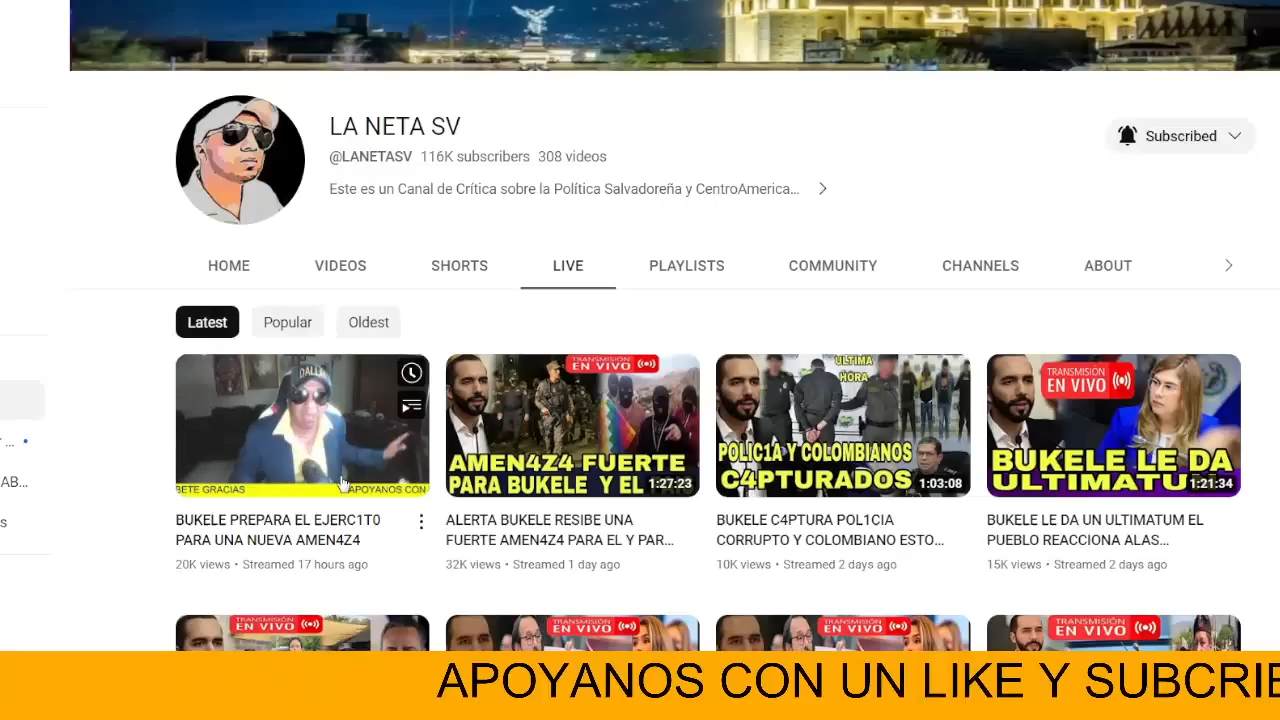 LA NETA SV
@LANETASV 116K subscribers 308 videos
Este es un Canal de Crítica sobre la Política Salvadoreña y CentroAmerica...
Subscribed
HOME VIDEOS SHORTS LIVE PLAYLISTS COMMUNITY CHANNELS ABOUT
Latest Popular Oldest
DALLAS
BETE GRACIAS APOYANOS CON
TRANSMISIÓN
EN VIVO
AMEN4Z4 FUERTE
PARA BUKELE Y EL
1:27:23
ULTIMA
HORA
POLIC1A Y COLOMBIANOS
C4PTURADOS
1:03:08
TRANSMISIÓN
EN VIVO
BUKELE LE DA
ULTIMATU
1:21:34
BUKELE PREPARA EL EJERC1T0
PARA UNA NUEVA AMEN4Z4
20K views • Streamed 17 hours ago
ALERTA BUKELE RESIBE UNA
FUERTE AMEN4Z4 PARA EL Y PAR...
32K views • Streamed 1 day ago
BUKELE C4PTURA POL1CIA
CORRUPTO Y COLOMBIANO ESTO...
10K views • Streamed 2 days ago
BUKELE LE DA UN ULTIMATUM EL
PUEBLO REACCIONA ALAS...
15K views • Streamed 2 days ago
r ...
AB...
s
TRANSMISIÓN
EN VIVO
TRANSMISIÓN
EN VIVO
TRANSMISIÓN
EN VIVO
TRANSMISIÓN
EN VIVO
APOYANOS CON UN LIKE Y SUBCRIE